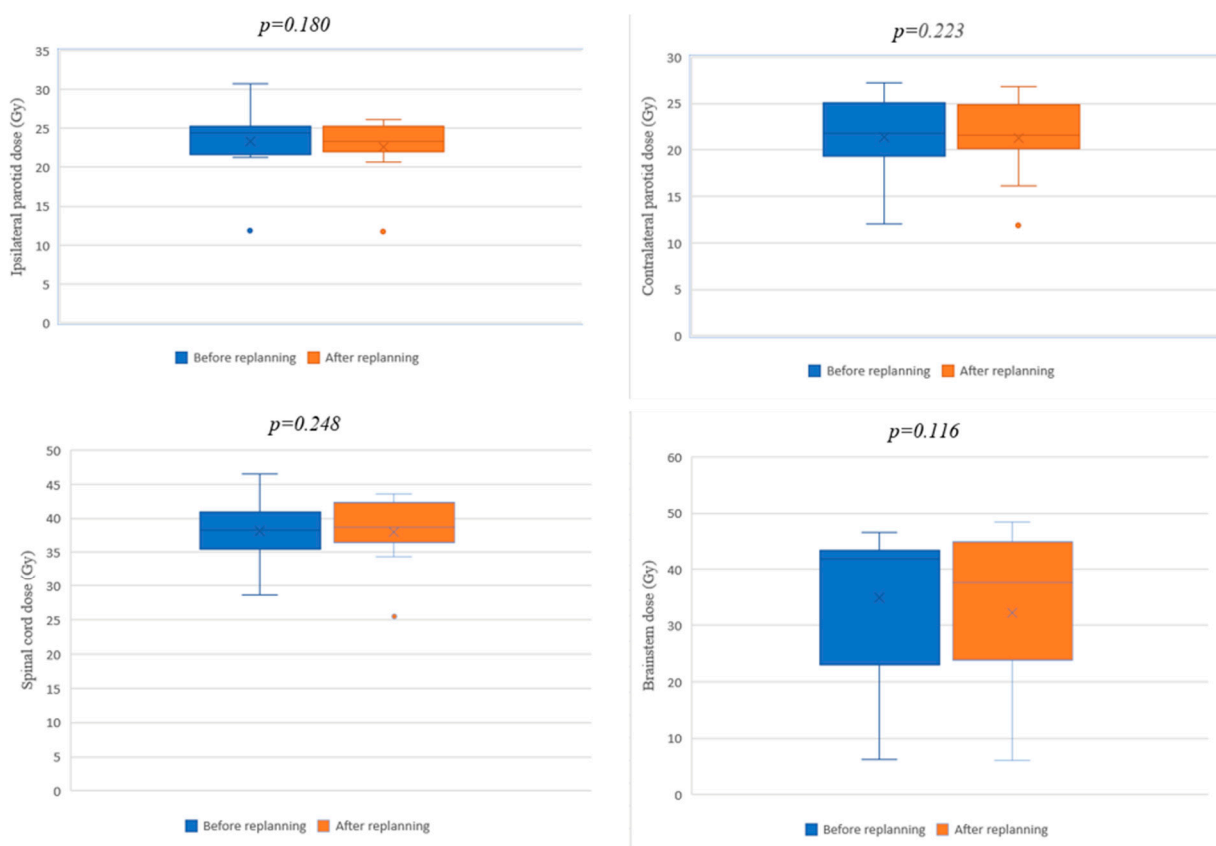 p=0.180
Ipsilateral parotid dose (Gy)
35
30
25
20
15
10
5
0
Before replanning After replanning
p=0.223
Contralateral parotid dose (Gy)
30
25
20
15
10
5
0
Before replanning After replanning
p=0.248
Spinal cord dose (Gy)
50
45
40
35
30
25
20
15
10
5
0
Before replanning After replanning
p=0.116
Brainstem dose (Gy)
60
50
40
30
20
10
0
Before replanning After replanning